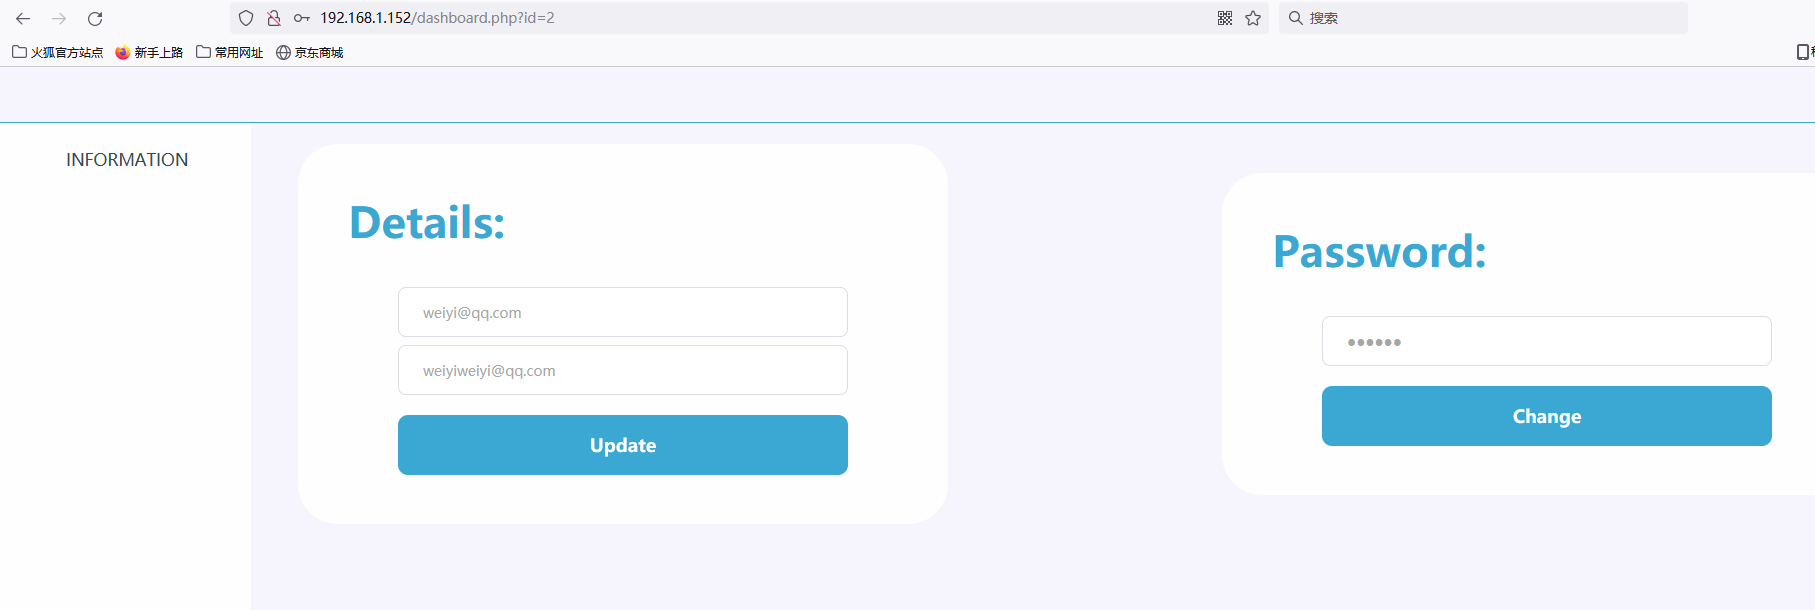 192.168.1.152/dashboard.php?id=2
搜索
火狐官方站点 新手上路 常用网址 京东商城
INFORMATION
Details:
weiyi@qq.com
weiyiweiyi@qq.com
Update
Password:
••••••
Change